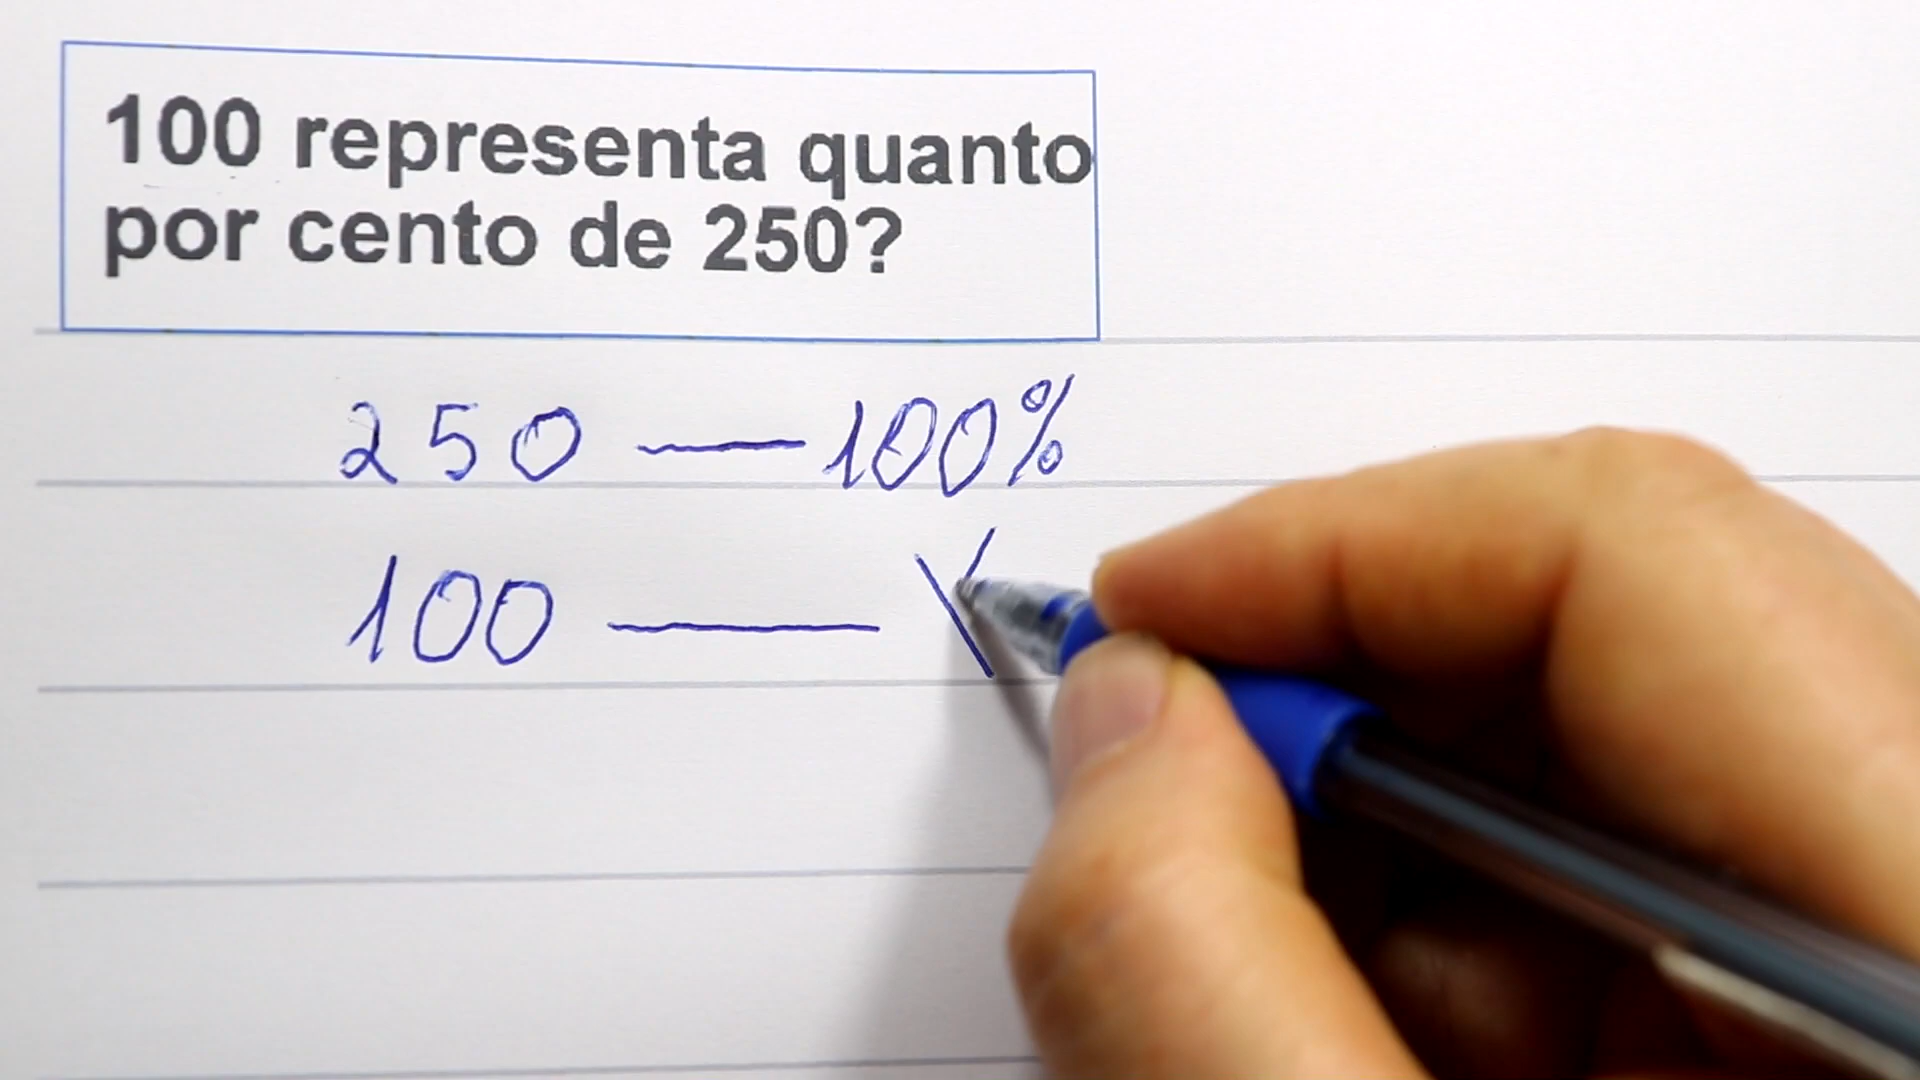 100 representa quanto
por cento de 250?
250 — 100%
100 — X